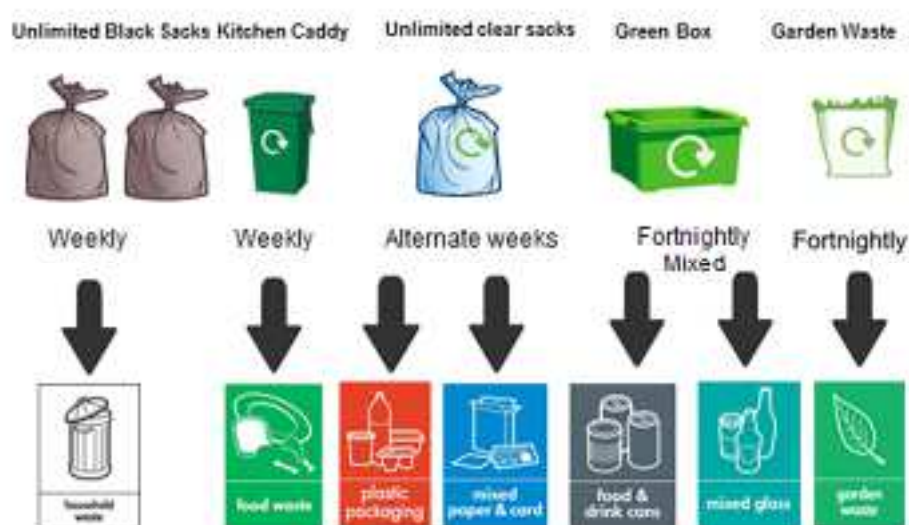 Unlimited Black Sacks Kitchen Caddy Unlimited clear sacks Green Box Garden Waste
Weekly Weekly Alternate weeks Fortnightly Fortnightly
Mixed
household food waste plastic mixed food & mixed glass garden
waste packaging paper & card drink cans waste